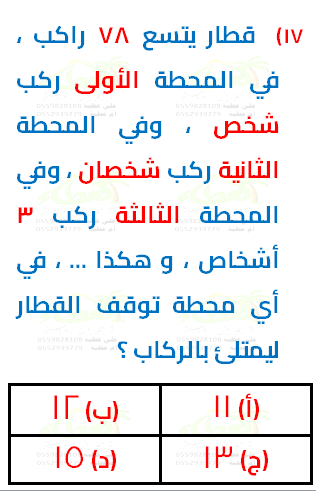 ١٧) قطار يتسع ٧٨ راكب ،
في المحطة الأولى ركب
شخص ، وفي المحطة
الثانية ركب شخصان ، وفي
المحطة الثالثة ركب ٣
أشخاص ، و هكذا ... ، في
أي محطة توقف القطار
ليمتلئ بالركاب ؟
(أ) ١١ (ب) ١٢
(ج) ١٣ (د) ١٥